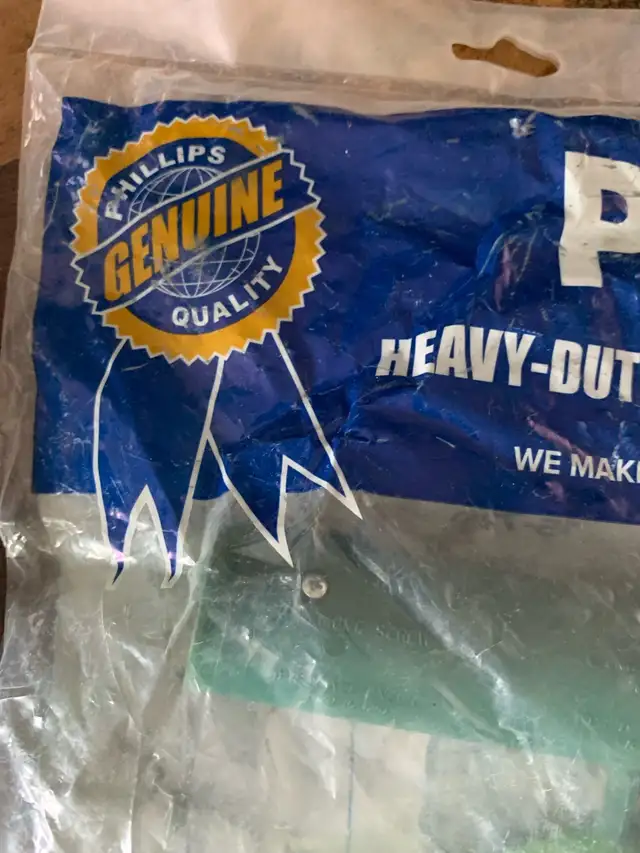 PHILLIPS
GENUINE
QUALITY
P
HEAVY-DUT
WE MAK